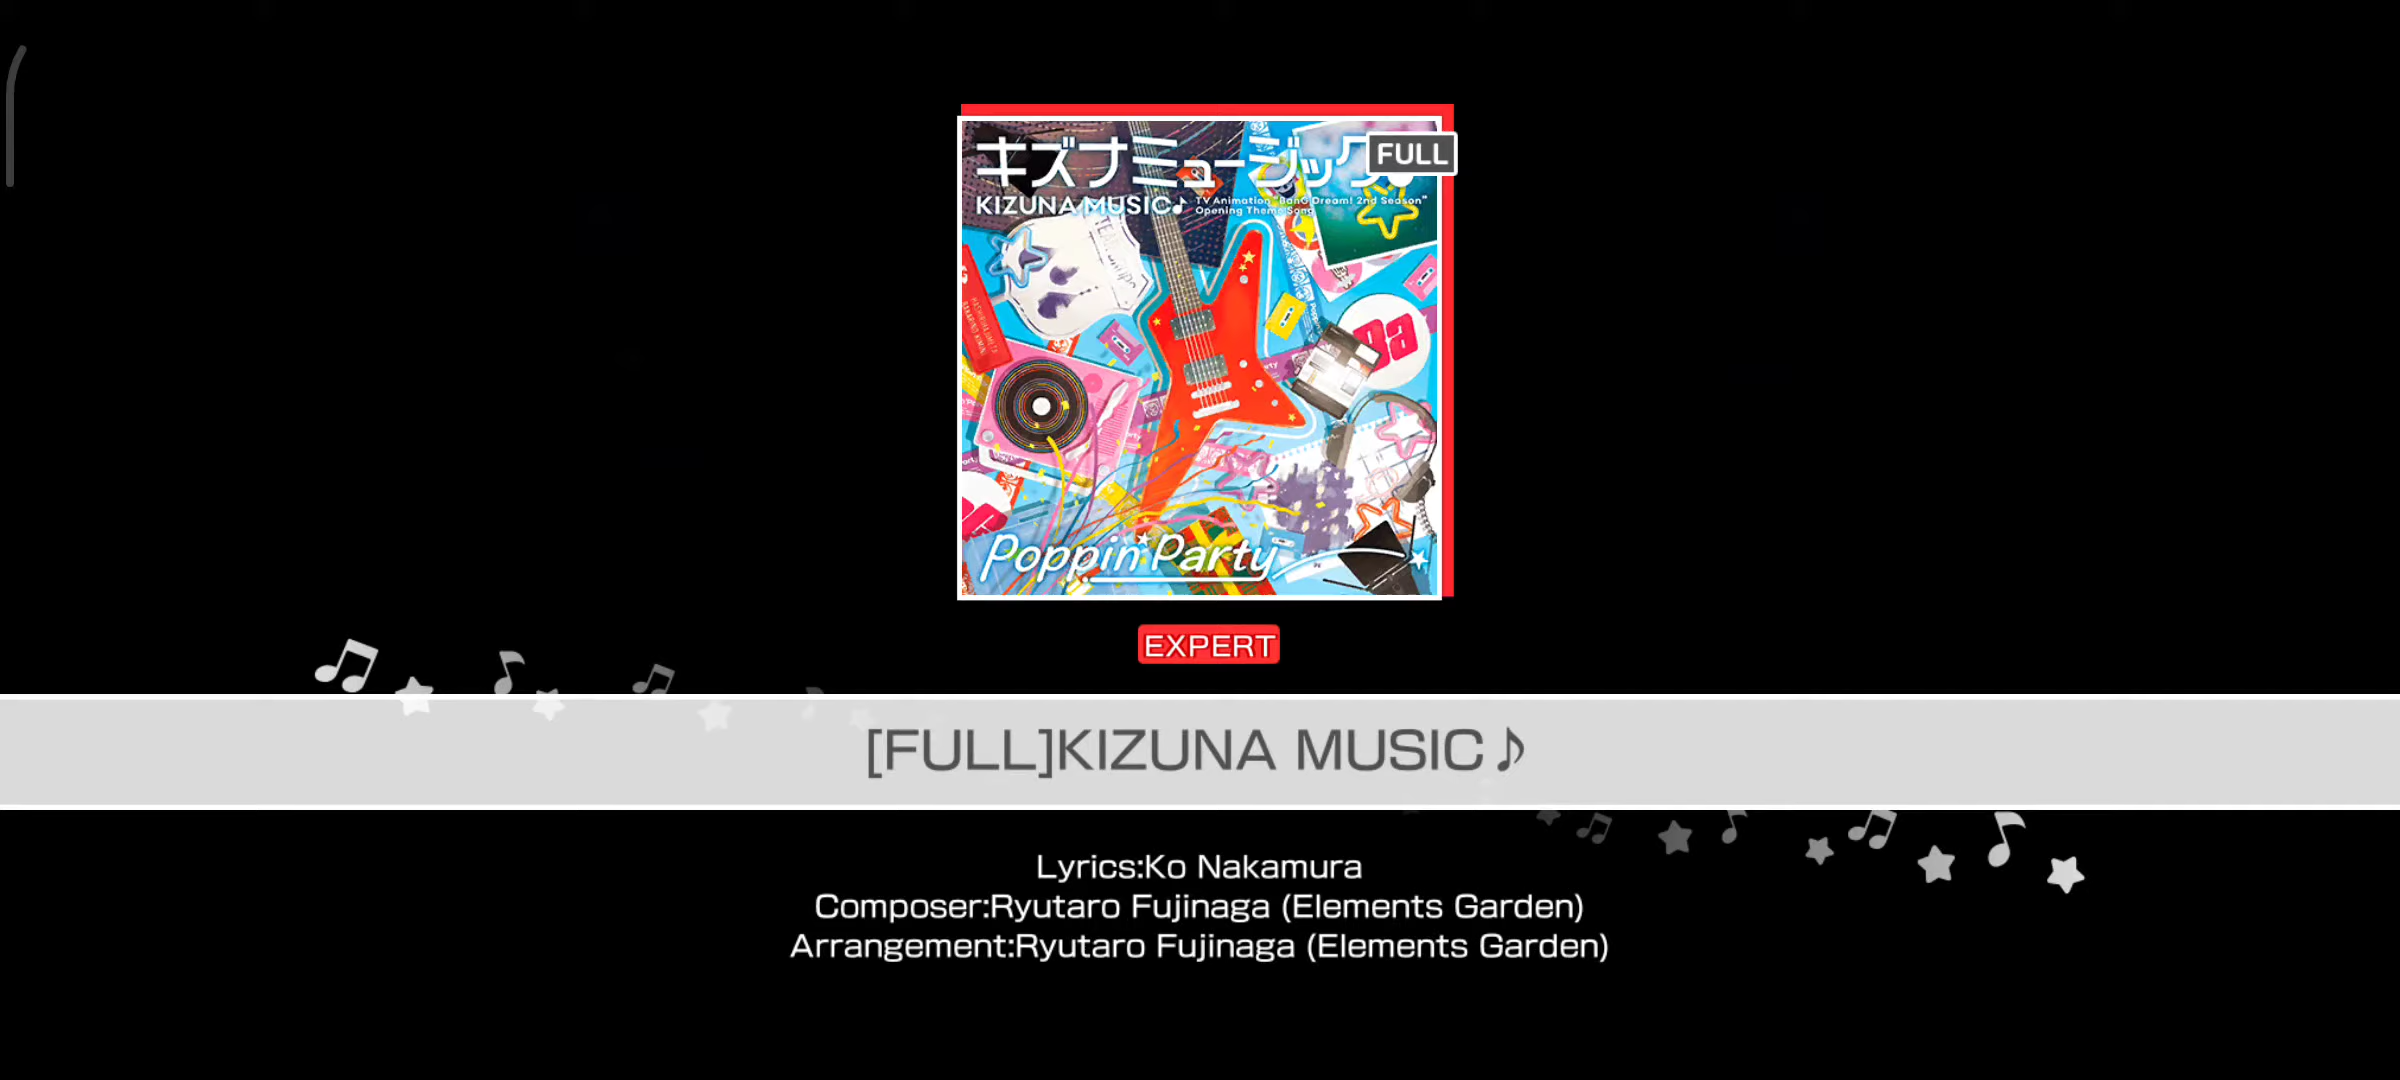 キズナミュージック
FULL
KIZUNA MUSIC♪ TV Animation "BanG Dream! 2nd Season"
Opening Theme Song
Ba
Poppin'Party
EXPERT
[FULL]KIZUNA MUSIC♪
Lyrics:Ko Nakamura
Composer:Ryutaro Fujinaga (Elements Garden)
Arrangement:Ryutaro Fujinaga (Elements Garden)